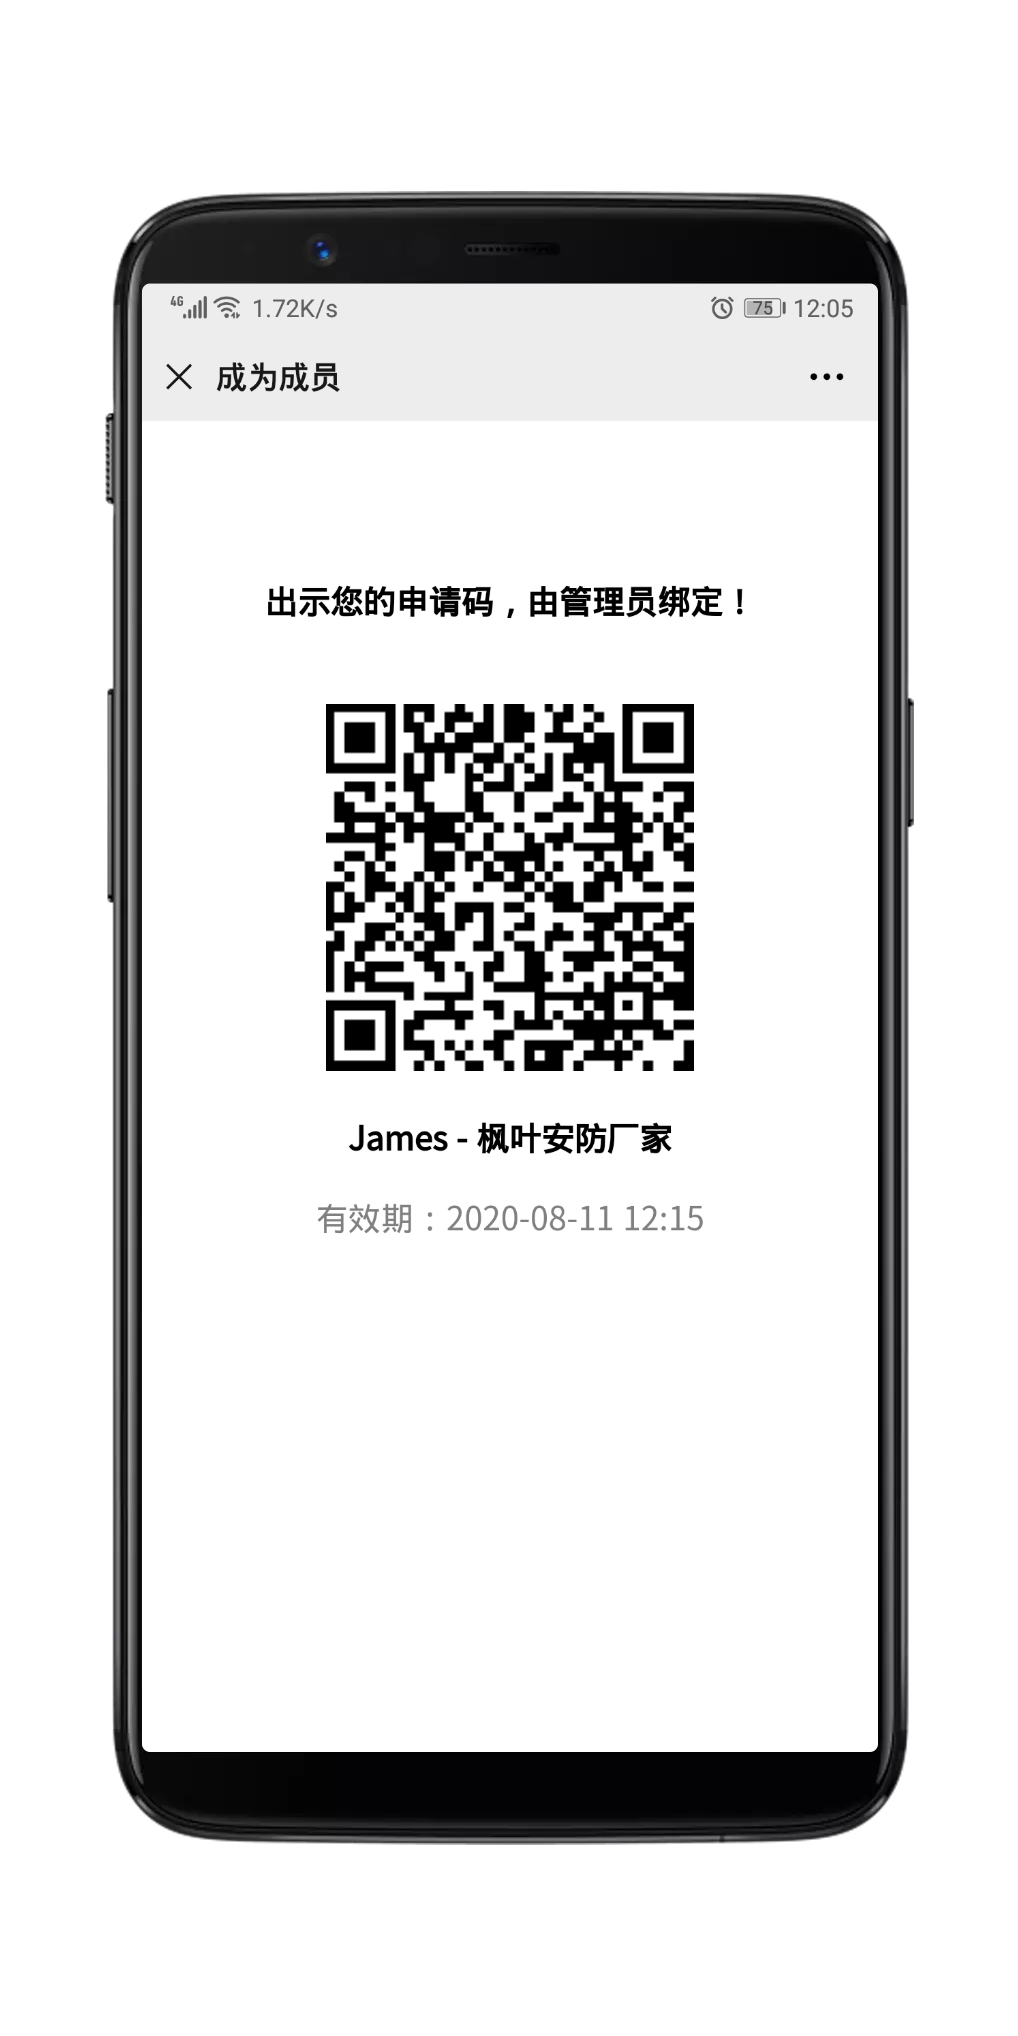 4G 1.72K/s 75 12:05
成为成员
出示您的申请码，由管理员绑定！
James - 枫叶安防厂家
有效期：2020-08-11 12:15